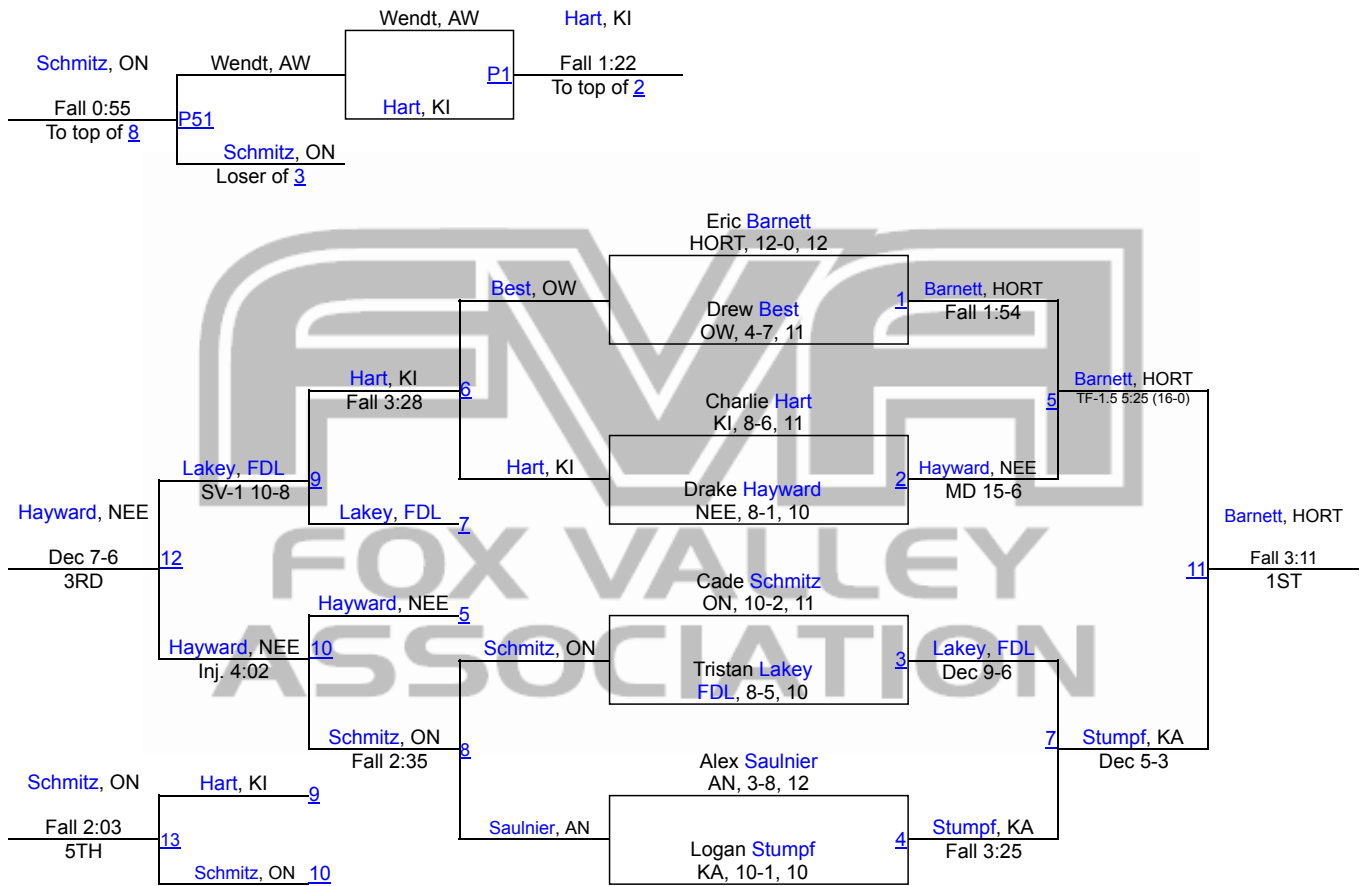 Wendt, AW
Hart, KI
Schmitz, ON
Wendt, AW
Fall 1:22
P1
To top of 2
Fall 0:55
Hart, KI
P51
To top of 8
Schmitz, ON
Loser of 3
Eric Barnett
HORT, 12-0, 12
Best, OW
1
Barnett, HORT
Drew Best
Fall 1:54
OW, 4-7, 11
Hart, KI
6
Fall 3:28
Barnett, HORT
5
TF-1.5 5:25 (16-0)
Charlie Hart
KI, 8-6, 11
Lakey, FDL
9
SV-1 10-8
Hart, KI
2
Hayward, NEE
Drake Hayward
MD 15-6
NEE, 8-1, 10
Hayward, NEE
Lakey, FDL
7
Barnett, HORT
Dec 7-6
12
3RD
FOX VALLEY
11
Fall 3:11
1ST
Cade Schmitz
ON, 10-2, 11
Hayward, NEE
5
Hayward, NEE
10
Inj. 4:02
Schmitz, ON
3
Lakey, FDL
Tristan Lakey
Dec 9-6
FDL, 8-5, 10
ASSOCIATION
Schmitz, ON
8
Fall 2:35
7
Stumpf, KA
Dec 5-3
Alex Saulnier
AN, 3-8, 12
Schmitz, ON
Hart, KI
9
Fall 2:03
13
5TH
Saulnier, AN
4
Stumpf, KA
Logan Stumpf
Fall 3:25
KA, 10-1, 10
Schmitz, ON
10
FVA